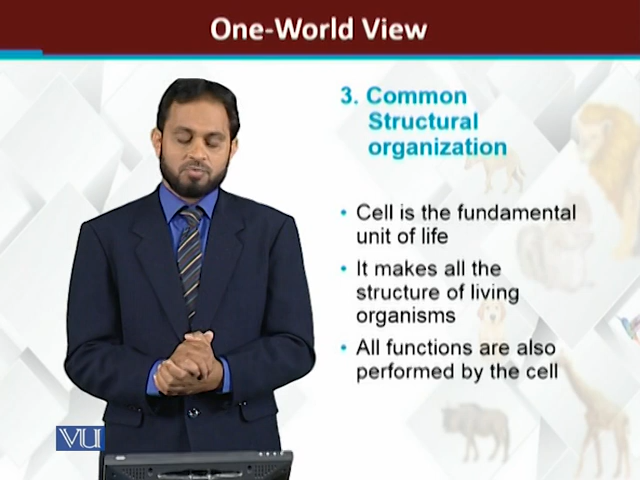 One-World View
3. Common
Structural
organization
• Cell is the fundamental
unit of life
• It makes all the
structure of living
organisms
• All functions are also
performed by the cell
VU